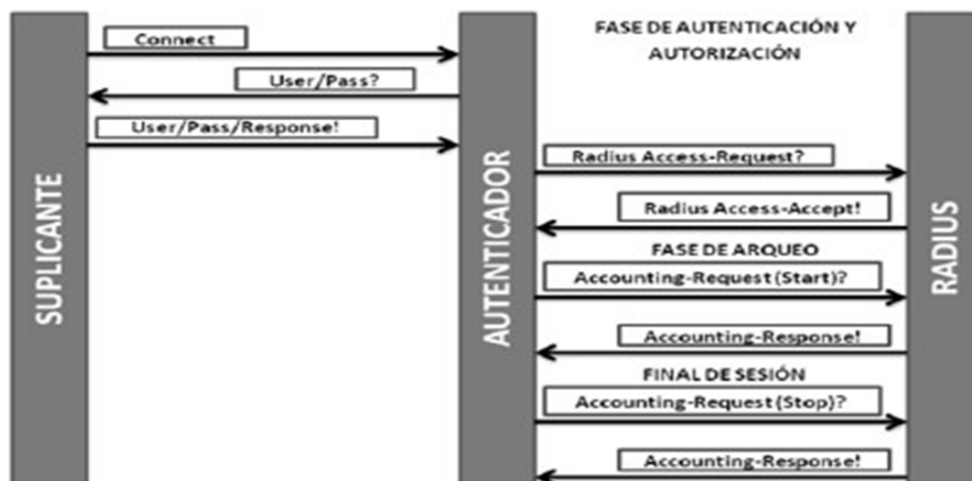 FASE DE AUTENTICACIÓN Y
AUTORIZACIÓN
Connect
User/Pass?
User/Pass/Response!
Radius Access-Request?
Radius Access-Accept!
FASE DE ARQUEO
Accounting-Request (Start)?
Accounting-Response!
FINAL DE SESIÓN
Accounting-Request (Stop)?
Accounting-Response!
SUPLICANTE
AUTENTICADOR
RADIUS